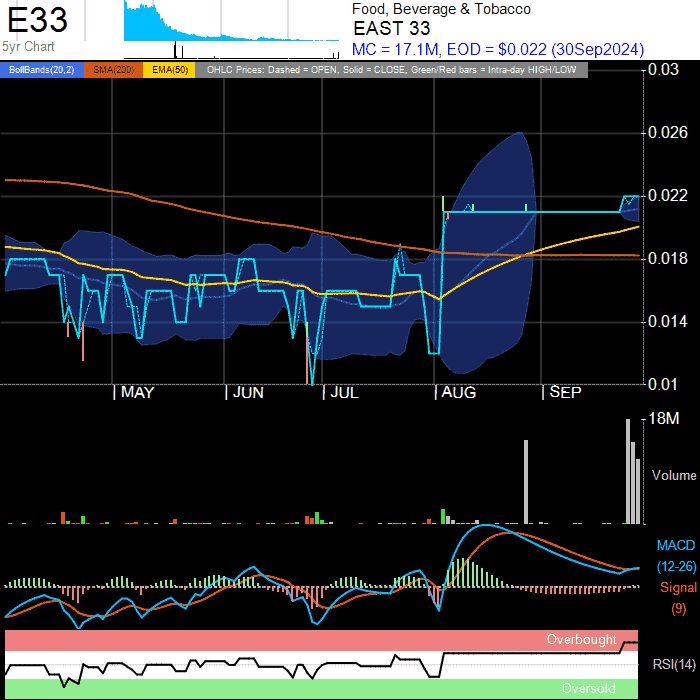 E33
5yr Chart
Food, Beverage & Tobacco
EAST 33
MC = 17.1M, EOD = $0.022 (30Sep2024)
BollBands(20,2) SMA(200) EMA(50) OHLC Prices: Dashed = OPEN, Solid = CLOSE, Green/Red bars = Intra-day HIGH/LOW
0.03
0.026
0.022
0.018
0.014
0.01
MAY JUN JUL AUG SEP
18M
Volume
MACD
(12-26)
Signal
(9)
Overbought
RSI(14)
Oversold